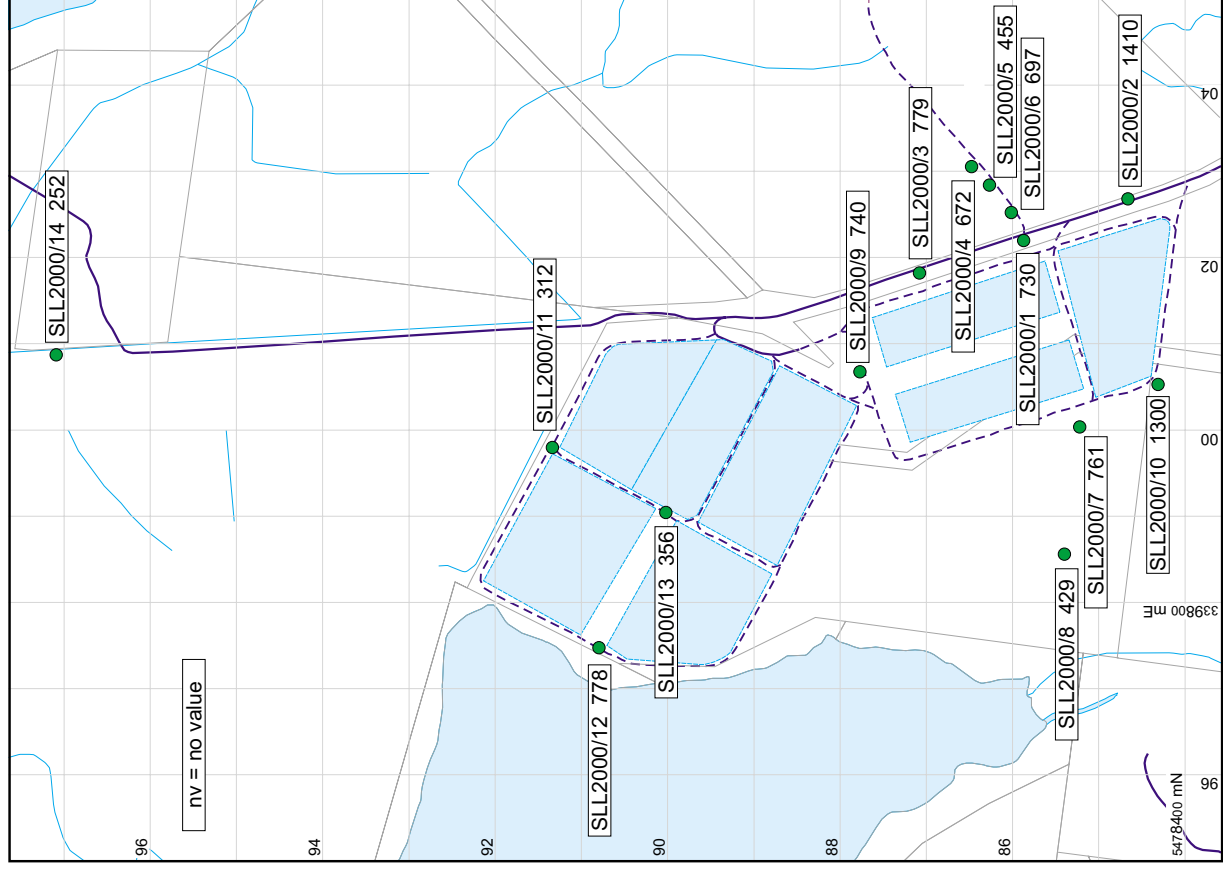 SLL2000/14 252
nv = no value
SLL2000/11 312
SLL2000/12 778
SLL2000/13 356
SLL2000/9 740
SLL2000/3 779
SLL2000/4 672
SLL2000/5 455
SLL2000/6 697
SLL2000/1 730
SLL2000/2 1410
SLL2000/8 429
SLL2000/7 761
SLL2000/10 1300
96
94
92
90
88
86
5478400 mN
96
339800 mE
00
02
04